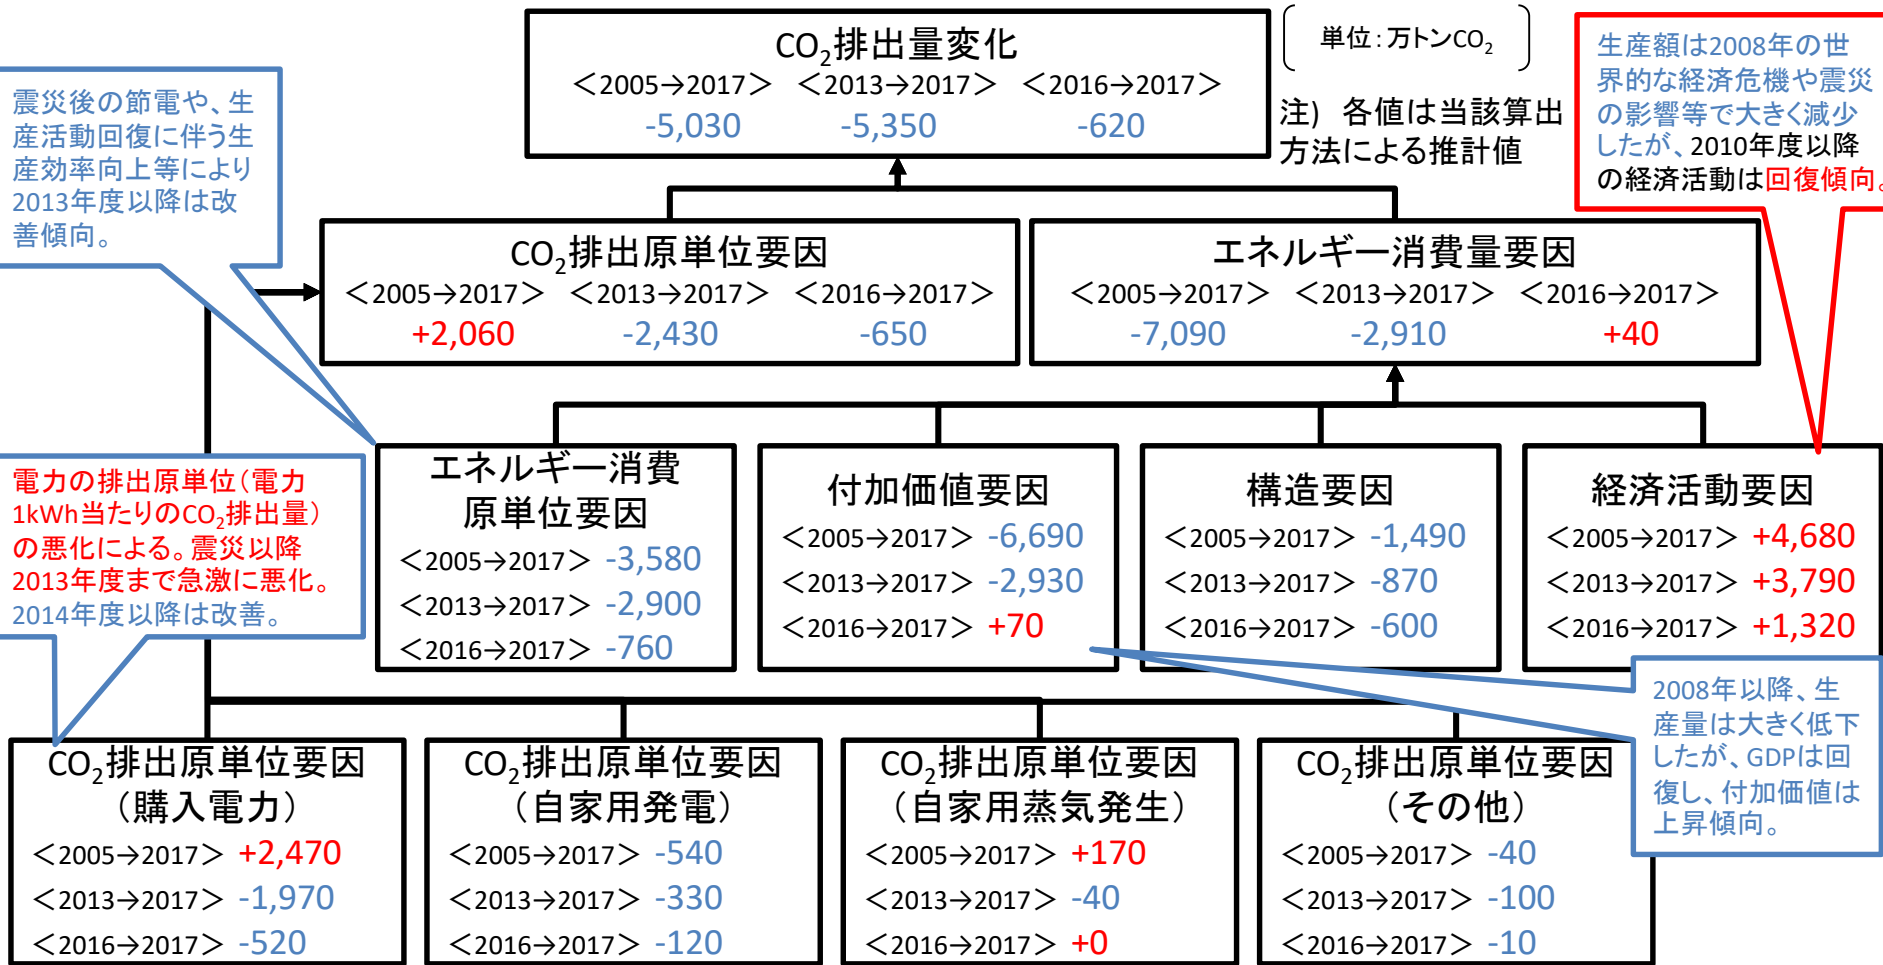 CO₂排出量変化
＜2005→2017＞ ＜2013→2017＞ ＜2016→2017＞
-5,030 -5,350 -620
単位：万トンCO₂
注) 各値は当該算出
方法による推計値
生産額は2008年の世
界的な経済危機や震災
の影響等で大きく減少
したが、2010年度以降
の経済活動は回復傾向。
震災後の節電や、生
産活動回復に伴う生
産効率向上等により
2013年度以降は改
善傾向。
CO₂排出原単位要因
＜2005→2017＞ ＜2013→2017＞ ＜2016→2017＞
+2,060 -2,430 -650
エネルギー消費量要因
＜2005→2017＞ ＜2013→2017＞ ＜2016→2017＞
-7,090 -2,910 +40
電力の排出原単位（電力
1kWh当たりのCO₂排出量）
の悪化による。震災以降
2013年度まで急激に悪化。
2014年度以降は改善。
エネルギー消費
原単位要因
＜2005→2017＞ -3,580
＜2013→2017＞ -2,900
＜2016→2017＞ -760
付加価値要因
＜2005→2017＞ -6,690
＜2013→2017＞ -2,930
＜2016→2017＞ +70
構造要因
＜2005→2017＞ -1,490
＜2013→2017＞ -870
＜2016→2017＞ -600
経済活動要因
＜2005→2017＞ +4,680
＜2013→2017＞ +3,790
＜2016→2017＞ +1,320
2008年以降、生
産量は大きく低下
したが、GDPは回
復し、付加価値は
上昇傾向。
CO₂排出原単位要因
（購入電力）
＜2005→2017＞ +2,470
＜2013→2017＞ -1,970
＜2016→2017＞ -520
CO₂排出原単位要因
（自家用発電）
＜2005→2017＞ -540
＜2013→2017＞ -330
＜2016→2017＞ -120
CO₂排出原単位要因
（自家用蒸気発生）
＜2005→2017＞ +170
＜2013→2017＞ -40
＜2016→2017＞ +0
CO₂排出原単位要因
（その他）
＜2005→2017＞ -40
＜2013→2017＞ -100
＜2016→2017＞ -10